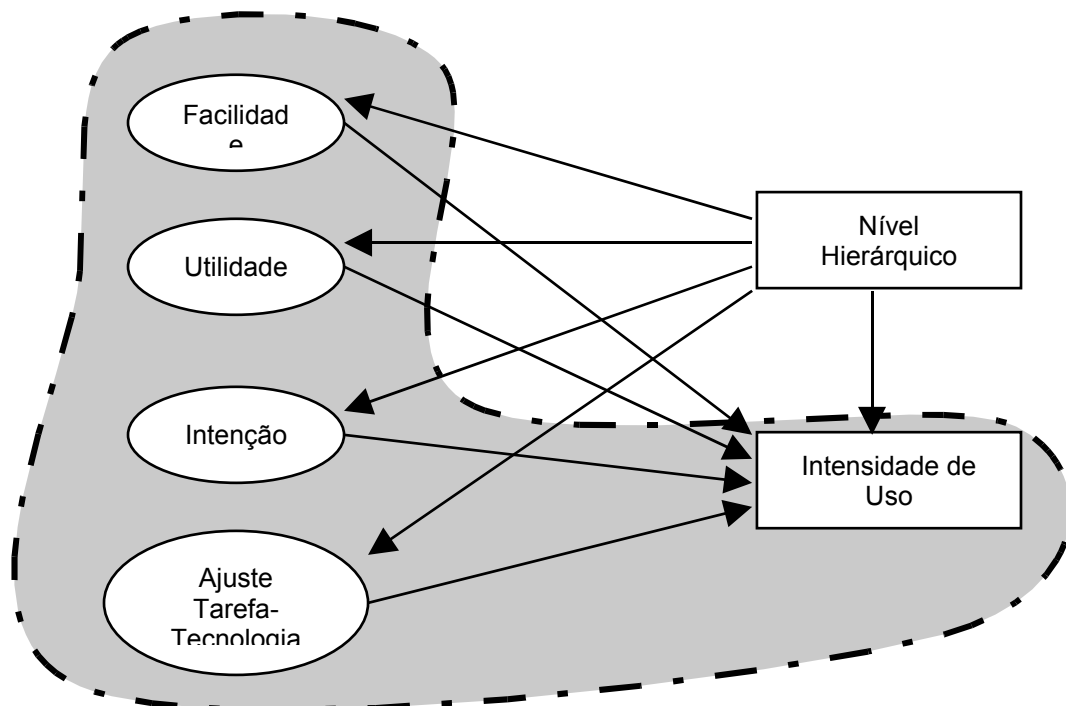 Facilidad
e
Utilidade
Intenção
Ajuste
Tarefa-
Tecnologia
Nível
Hierárquico
Intensidade de
Uso